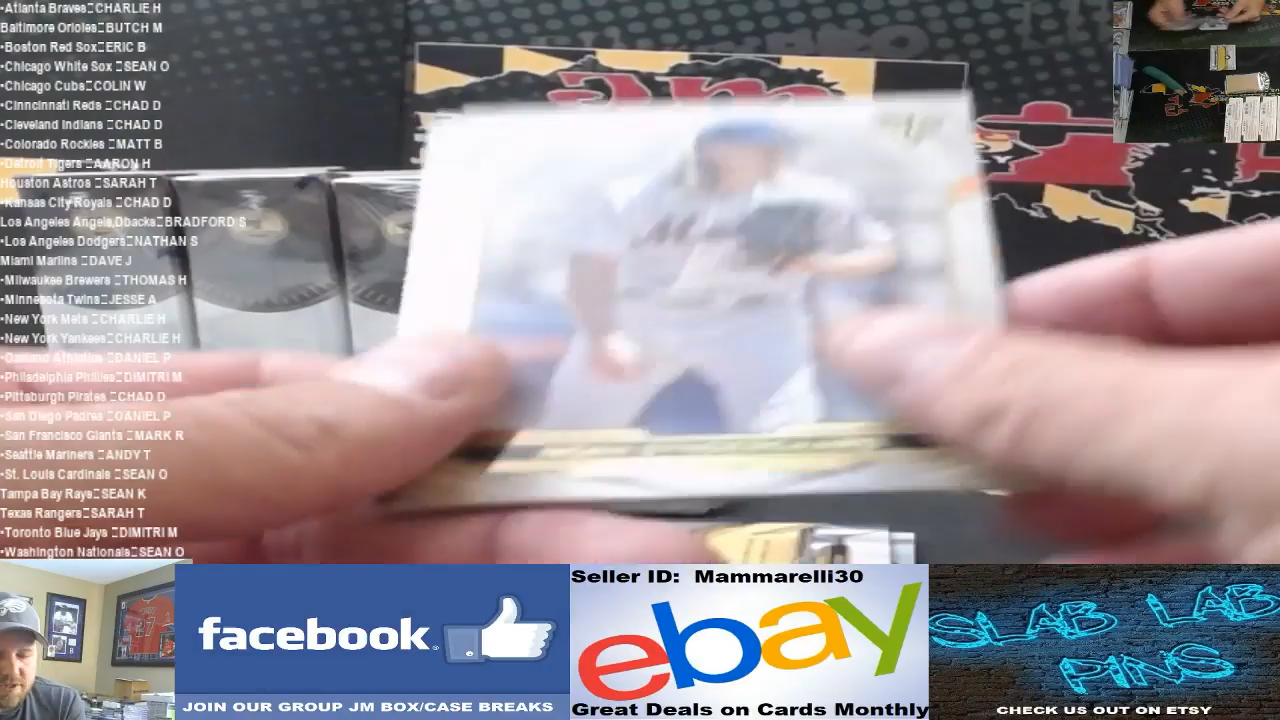 •Atlanta Braves CHARLIE H
Baltimore Orioles BUTCH M
•Boston Red Sox ERIC B
•Chicago White Sox SEAN O
•Chicago Cubs COLIN W
•Cinncinnati Reds CHAD D
•Cleveland Indians CHAD D
•Colorado Rockies MATT B
•Detroit Tigers AARON H
Houston Astros SARAH T
•Kansas City Royals CHAD D
Los Angeles Angels,Dbacks BRADFORD S
•Los Angeles Dodgers NATHAN S
Miami Marlins DAVE J
•Milwaukee Brewers THOMAS H
•Minnesota Twins JESSE A
•New York Mets CHARLIE H
•New York Yankees CHARLIE H
•Oakland Athletics DANIEL P
•Philadelphia Phillies DIMITRI M
•Pittsburgh Pirates CHAD D
•San Diego Padres DANIEL P
•San Francisco Giants MARK R
•Seattle Mariners ANDY T
•St. Louis Cardinals SEAN O
Tampa Bay Rays SEAN K
Texas Rangers SARAH T
•Toronto Blue Jays DIMITRI M
•Washington Nationals SEAN O
facebook
JOIN OUR GROUP JM BOX/CASE BREAKS
Seller ID: Mammarelli30
ebay
Great Deals on Cards Monthly
SLAB LAB
PINS
CHECK US OUT ON ETSY